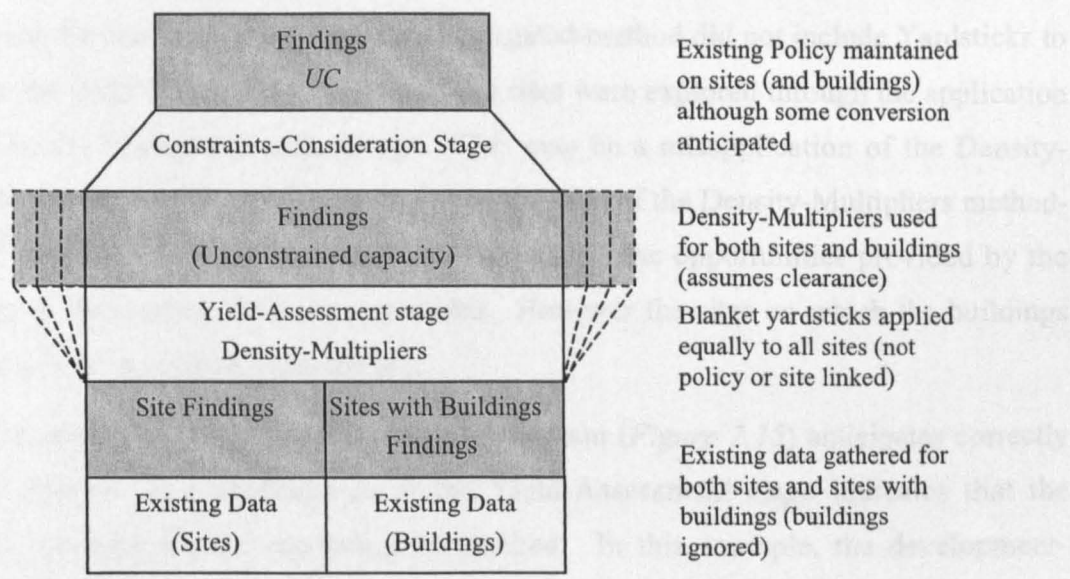 Findings
UC
Constraints-Consideration Stage
Existing Policy maintained
on sites (and buildings)
although some conversion
anticipated
Findings
(Unconstrained capacity)
Yield-Assessment stage
Density-Multipliers
Density-Multipliers used
for both sites and buildings
(assumes clearance)
Blanket yaresticks applied
equally to all sites (not
policy or site linked)
Site Findings
Sites with Buildings
Findings
Existing Data
(Sites)
Existing Data
(Buildings)
Existing data gathered for
both sites and sites with
buildings (buildings
ignored)